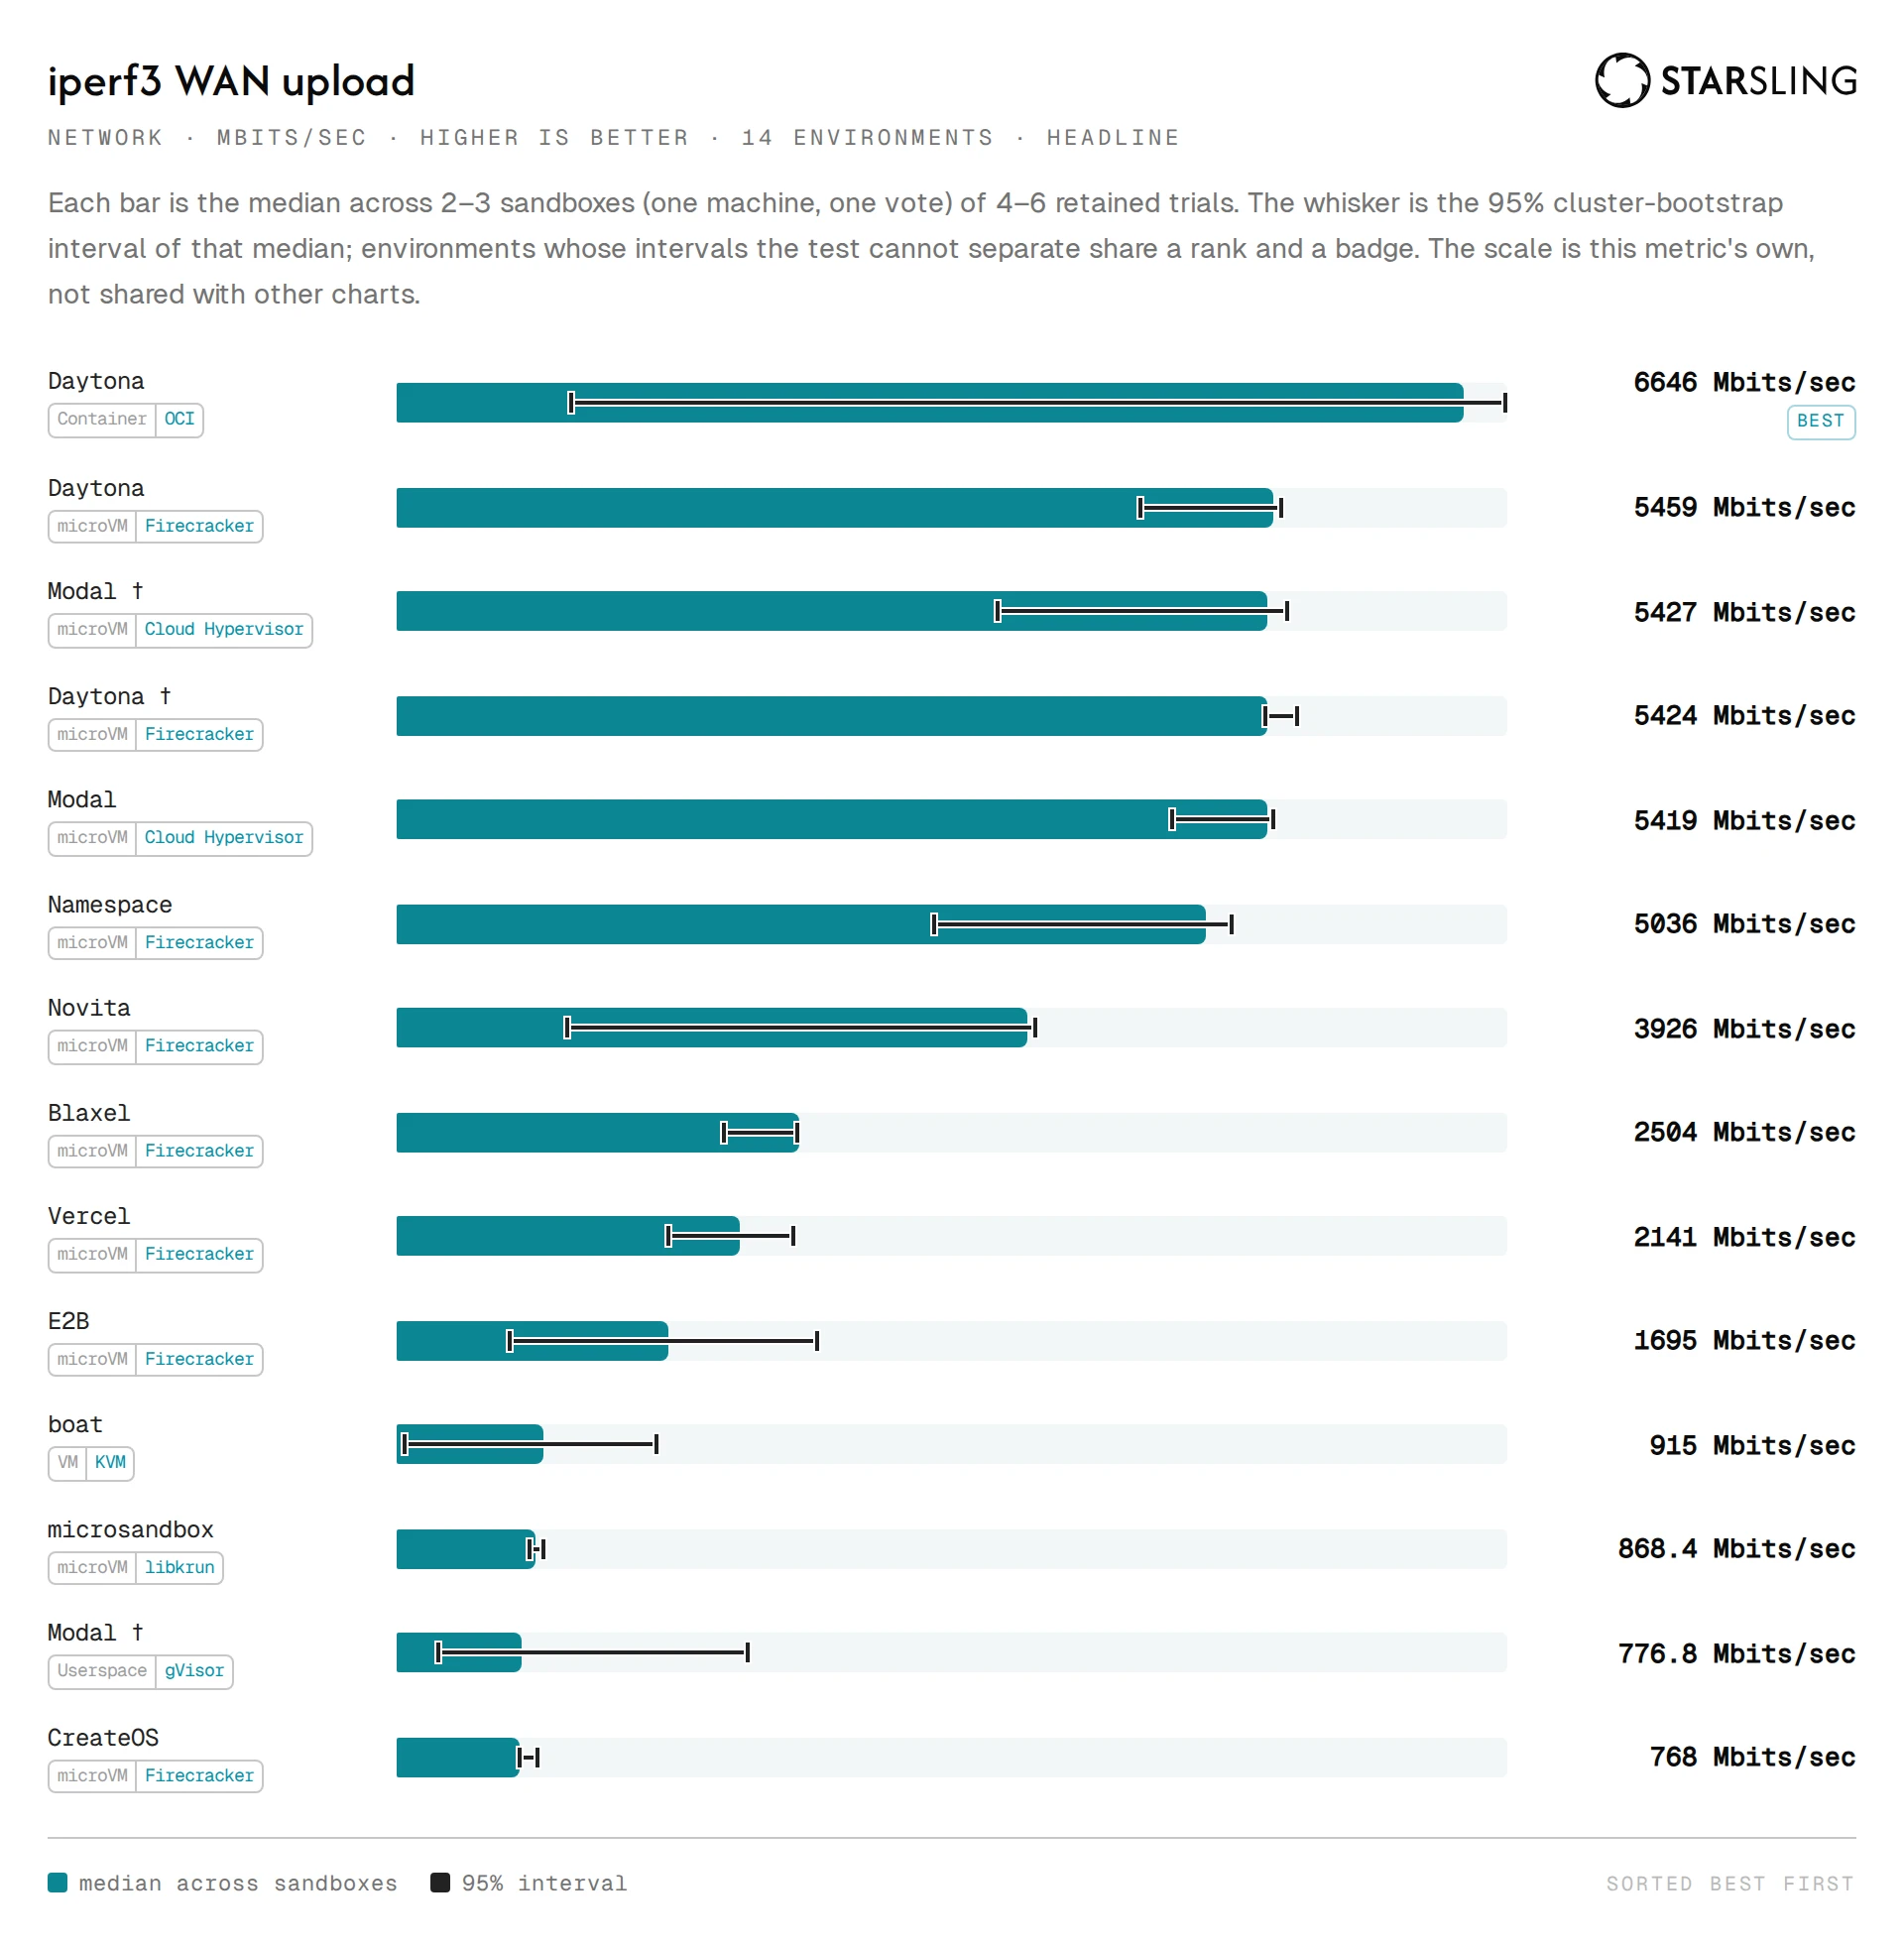 iperf3 WAN upload
STARSLING
NETWORK · MBITS/SEC · HIGHER IS BETTER · 14 ENVIRONMENTS · HEADLINE
Each bar is the median across 2–3 sandboxes (one machine, one vote) of 4–6 retained trials. The whisker is the 95% cluster-bootstrap
interval of that median; environments whose intervals the test cannot separate share a rank and a badge. The scale is this metric's own,
not shared with other charts.
Daytona
6646 Mbits/sec
Container OCI
BEST
Daytona
5459 Mbits/sec
microVM Firecracker
Modal †
5427 Mbits/sec
microVM Cloud Hypervisor
Daytona †
5424 Mbits/sec
microVM Firecracker
Modal
5419 Mbits/sec
microVM Cloud Hypervisor
Namespace
5036 Mbits/sec
microVM Firecracker
Novita
3926 Mbits/sec
microVM Firecracker
Blaxel
2504 Mbits/sec
microVM Firecracker
Vercel
2141 Mbits/sec
microVM Firecracker
E2B
1695 Mbits/sec
microVM Firecracker
boat
915 Mbits/sec
VM KVM
microsandbox
868.4 Mbits/sec
microVM libkrun
Modal †
776.8 Mbits/sec
Userspace gVisor
CreateOS
768 Mbits/sec
microVM Firecracker
median across sandboxes 95% interval
SORTED BEST FIRST